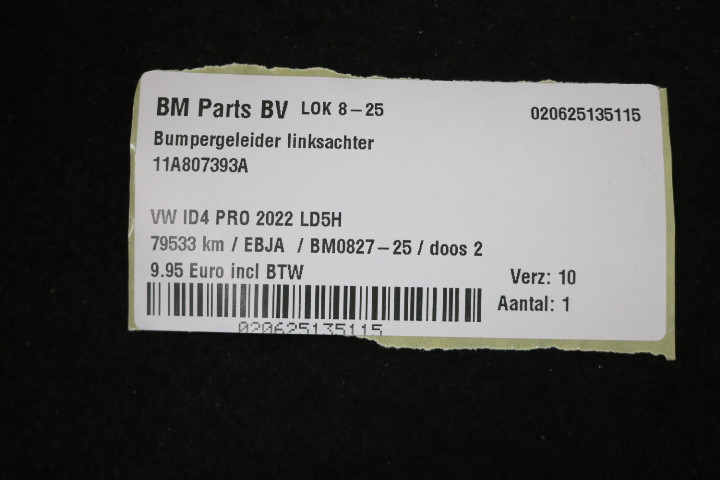 BM Parts BV LOK 8-25 020625135115
Bumpergeleider linksachter
11A807393A
VW ID4 PRO 2022 LD5H
79533 km / EBJA / BM0827-25 / doos 2
9.95 Euro incl BTW Verz: 10
Aantal: 1
020625135115